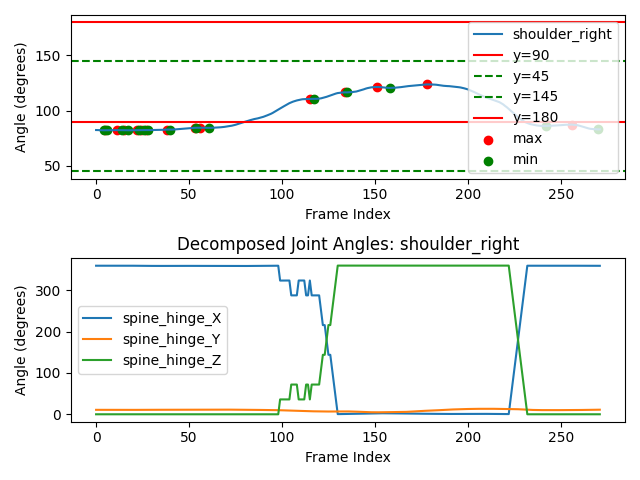 150
100
50
Angle (degrees)
shoulder_right
y=90
y=45
y=145
y=180
max
min
0
50
100
150
200
250
Frame Index
Decomposed Joint Angles: shoulder_right
300
200
100
0
Angle (degrees)
spine_hinge_X
spine_hinge_Y
spine_hinge_Z
0
50
100
150
200
250
Frame Index